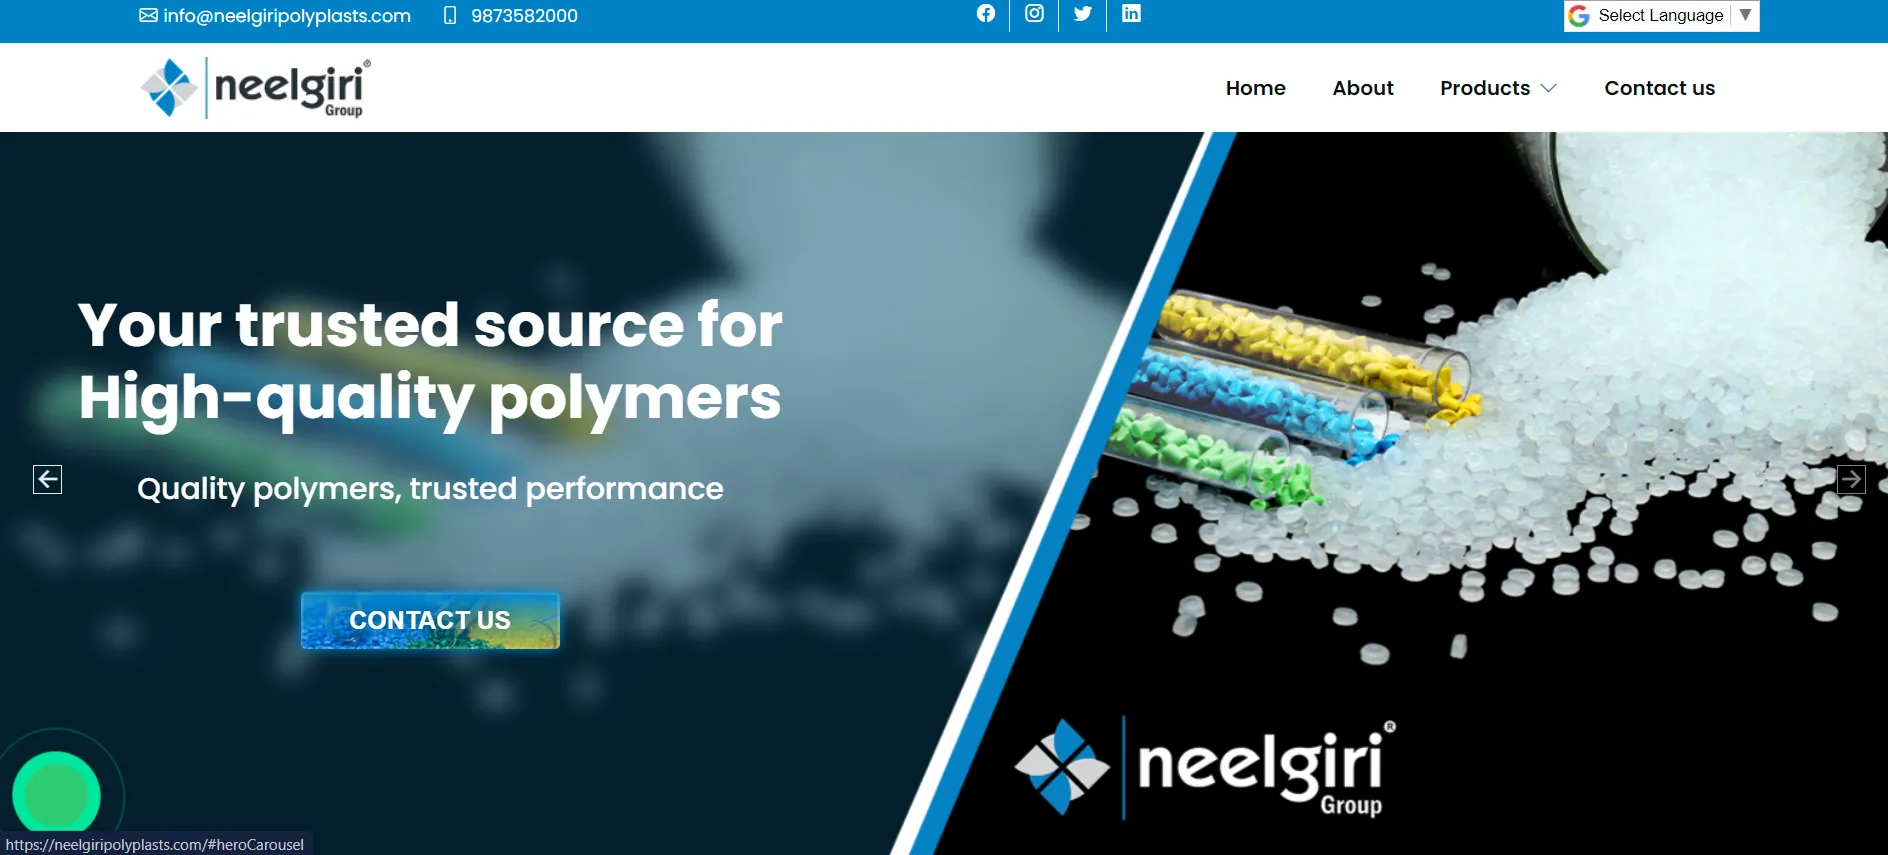 info@neelgiripolyplasts.com 9873582000
Select Language ▼
neelgiri®
Group
Home About Products Contact us
Your trusted source for
High-quality polymers
Quality polymers, trusted performance
CONTACT US
neelgiri®
Group
https://neelgiripolyplasts.com/#heroCarousel